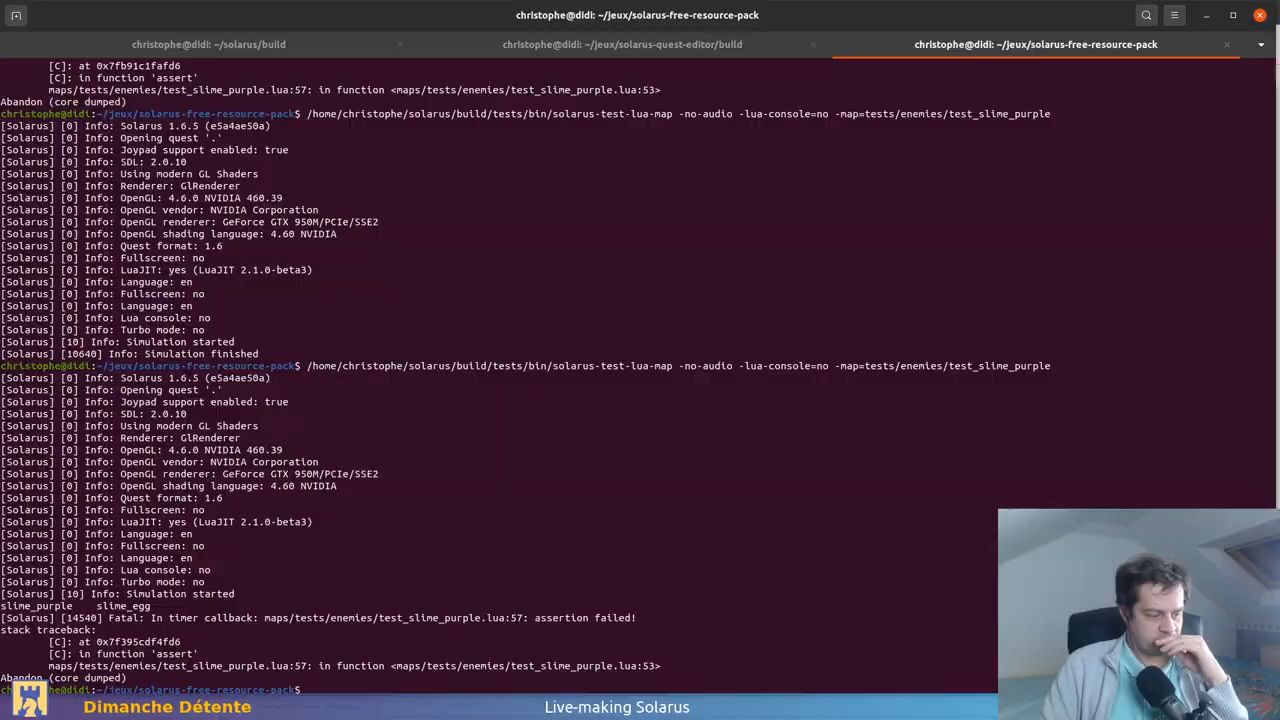 christophe@didi: ~/jeux/solarus-free-resource-pack
christophe@didi: ~/solarus/build
christophe@didi: ~/jeux/solarus-quest-editor/build
christophe@didi: ~/jeux/solarus-free-resource-pack
[C]: at 0x7fb91c1fafd6
[C]: in function 'assert'
maps/tests/enemies/test_slime_purple.lua:57: in function <maps/tests/enemies/test_slime_purple.lua:53>
Abandon (core dumped)
christophe@didi:~/jeux/solarus-free-resource-pack$ /home/christophe/solarus/build/tests/bin/solarus-test-lua-map -no-audio -lua-console=no -map=tests/enemies/test_slime_purple
[Solarus] [0] Info: Solarus 1.6.5 (e5a4ae50a)
[Solarus] [0] Info: Opening quest '.'
[Solarus] [0] Info: Joypad support enabled: true
[Solarus] [0] Info: SDL: 2.0.10
[Solarus] [0] Info: Using modern GL Shaders
[Solarus] [0] Info: Renderer: GlRenderer
[Solarus] [0] Info: OpenGL: 4.6.0 NVIDIA 460.39
[Solarus] [0] Info: OpenGL vendor: NVIDIA Corporation
[Solarus] [0] Info: OpenGL renderer: GeForce GTX 950M/PCIe/SSE2
[Solarus] [0] Info: OpenGL shading language: 4.60 NVIDIA
[Solarus] [0] Info: Quest format: 1.6
[Solarus] [0] Info: Fullscreen: no
[Solarus] [0] Info: LuaJIT: yes (LuaJIT 2.1.0-beta3)
[Solarus] [0] Info: Language: en
[Solarus] [0] Info: Fullscreen: no
[Solarus] [0] Info: Language: en
[Solarus] [0] Info: Lua console: no
[Solarus] [0] Info: Turbo mode: no
[Solarus] [10] Info: Simulation started
[Solarus] [10640] Info: Simulation finished
christophe@didi:~/jeux/solarus-free-resource-pack$ /home/christophe/solarus/build/tests/bin/solarus-test-lua-map -no-audio -lua-console=no -map=tests/enemies/test_slime_purple
[Solarus] [0] Info: Solarus 1.6.5 (e5a4ae50a)
[Solarus] [0] Info: Opening quest '.'
[Solarus] [0] Info: Joypad support enabled: true
[Solarus] [0] Info: SDL: 2.0.10
[Solarus] [0] Info: Using modern GL Shaders
[Solarus] [0] Info: Renderer: GlRenderer
[Solarus] [0] Info: OpenGL: 4.6.0 NVIDIA 460.39
[Solarus] [0] Info: OpenGL vendor: NVIDIA Corporation
[Solarus] [0] Info: OpenGL renderer: GeForce GTX 950M/PCIe/SSE2
[Solarus] [0] Info: OpenGL shading language: 4.60 NVIDIA
[Solarus] [0] Info: Quest format: 1.6
[Solarus] [0] Info: Fullscreen: no
[Solarus] [0] Info: LuaJIT: yes (LuaJIT 2.1.0-beta3)
[Solarus] [0] Info: Language: en
[Solarus] [0] Info: Fullscreen: no
[Solarus] [0] Info: Language: en
[Solarus] [0] Info: Lua console: no
[Solarus] [0] Info: Turbo mode: no
[Solarus] [10] Info: Simulation started
slime_purple slime_egg
[Solarus] [14540] Fatal: In timer callback: maps/tests/enemies/test_slime_purple.lua:57: assertion failed!
stack traceback:
[C]: at 0x7f395cdf4fd6
[C]: in function 'assert'
maps/tests/enemies/test_slime_purple.lua:57: in function <maps/tests/enemies/test_slime_purple.lua:53>
Abandon (core dumped)
christophe@didi:~/jeux/solarus-free-resource-pack$
Dimanche Détente
Live-making Solarus